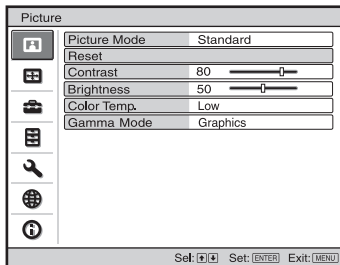 Picture
Picture Mode Standard
Reset
Contrast 80
Brightness 50
Color Temp. Low
Gamma Mode Graphics
Sel: Set: ENTER Exit: MENU